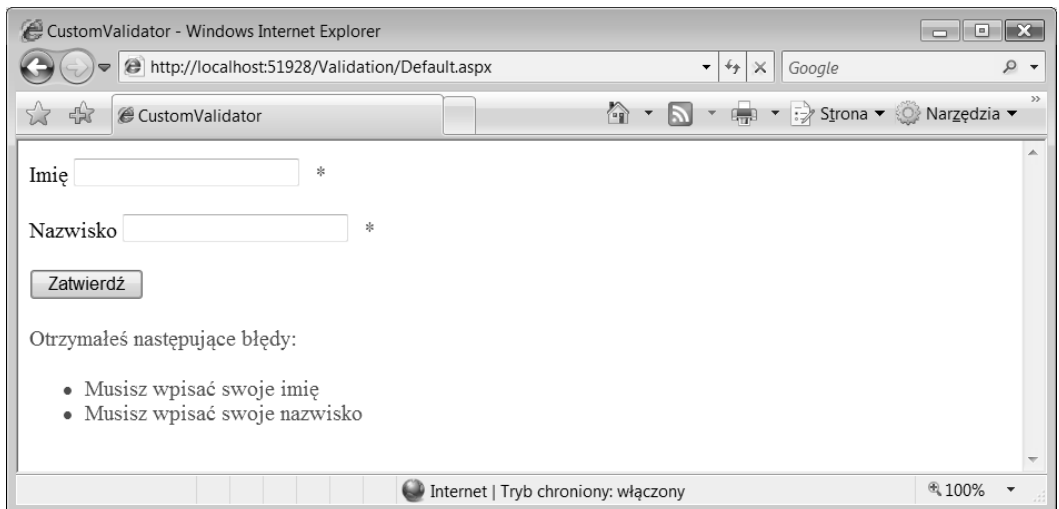 CustomValidator - Windows Internet Explorer
http://localhost:51928/Validation/Default.aspx
Google
CustomValidator
Strona
Narzędzia
Imię *
Nazwisko *
Zatwierdź
Otrzymałeś następujące błędy:
• Musisz wpisać swoje imię
• Musisz wpisać swoje nazwisko
Internet | Tryb chroniony: włączony
100%